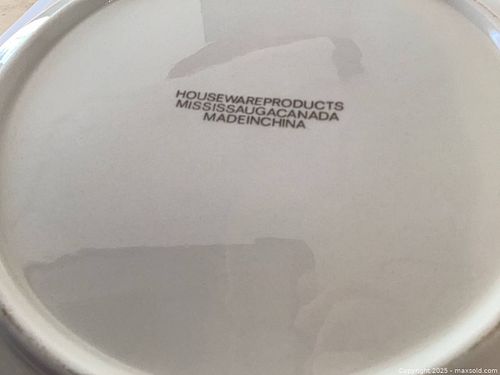 HOUSEWAREPRODUCTS
MISSISSAUGACANADA
MADEINCHINA
Copyright 2025 - maxsold.com